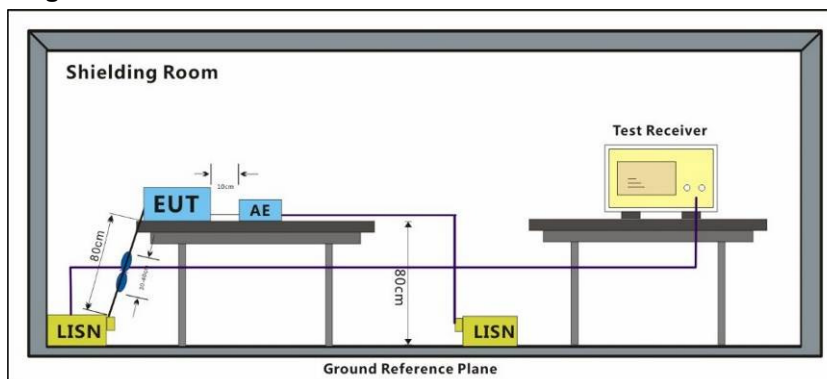 Shielding Room
Test Receiver
10cm
EUT
AE
80cm
80cm
LISN
LISN
Ground Reference Plane